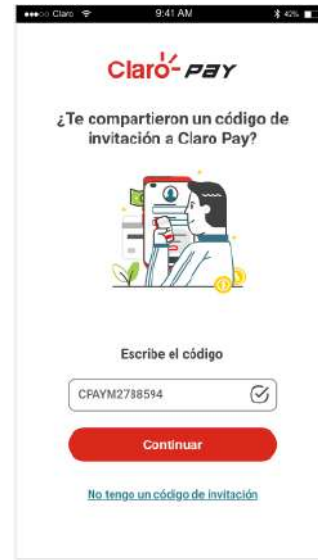 Claro
9:41 AM
42%
Claro pay
¿Te compartieron un código de
invitación a Claro Pay?
Escribe el código
CPAYM2788594
Continuar
No tengo un código de invitación